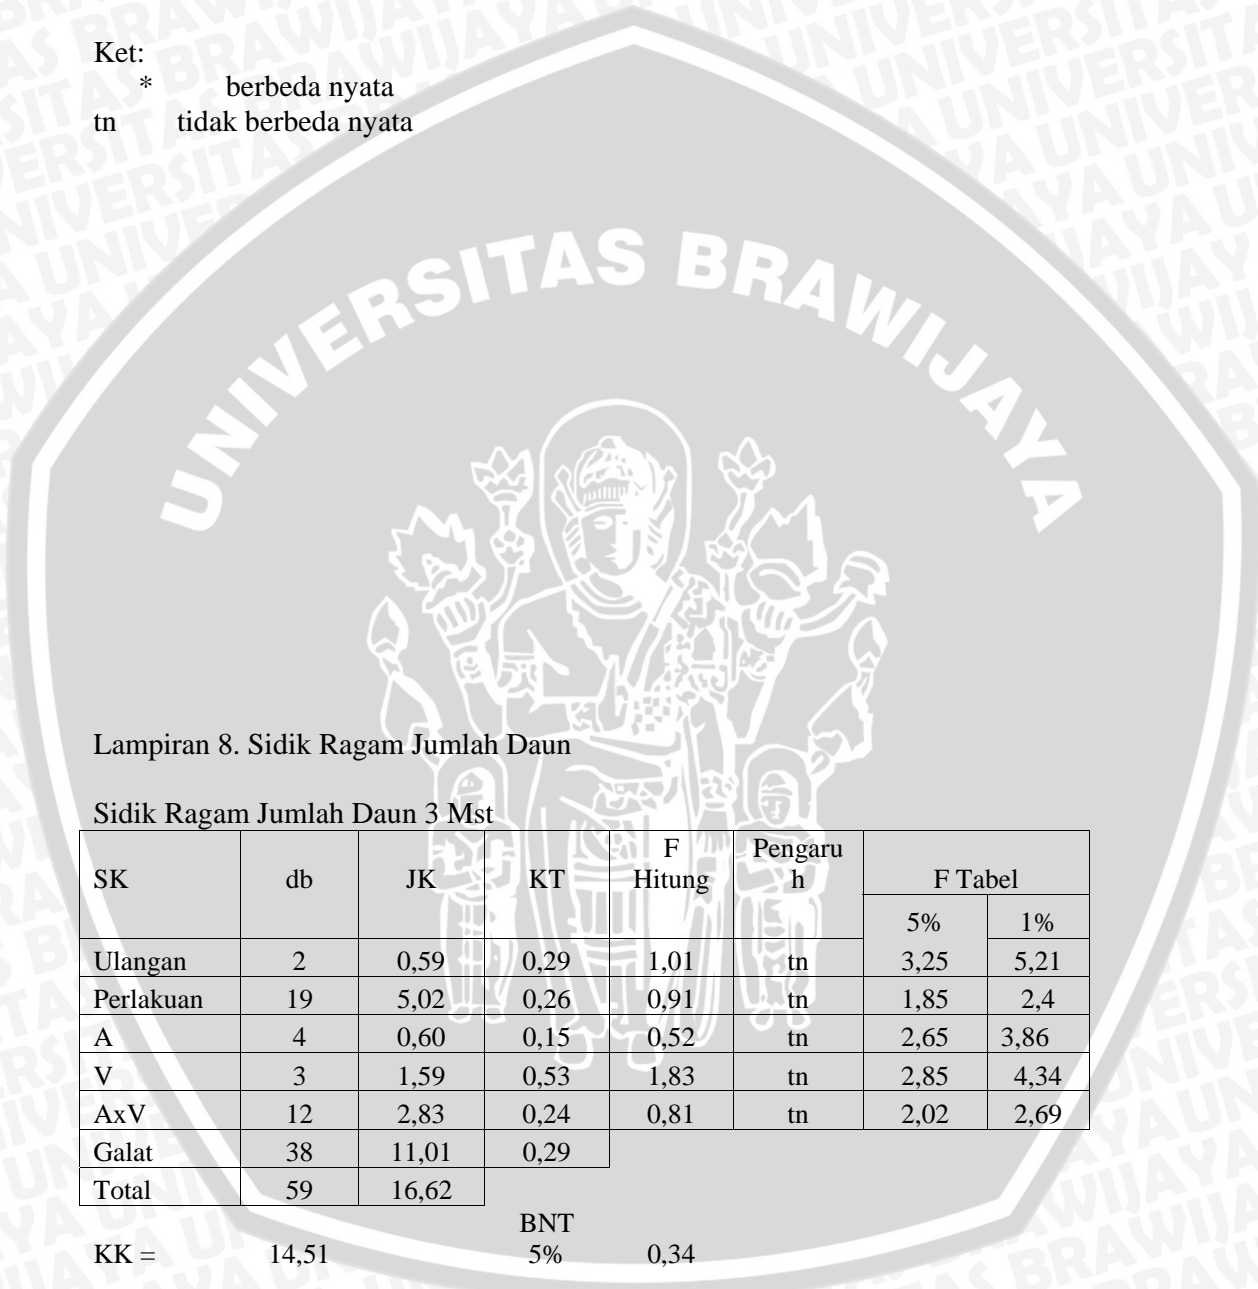 Ket:
* berbeda nyata
tn tidak berbeda nyata
UNIVERSITAS BRAWIJAYA
Lampiran 8. Sidik Ragam Jumlah Daun
Sidik Ragam Jumlah Daun 3 Mst
SK db JK KT F Hitung Pengaru h F Tabel
5% 1%
Ulangan 2 0,59 0,29 1,01 tn 3,25 5,21
Perlakuan 19 5,02 0,26 0,91 tn 1,85 2,4
A 4 0,60 0,15 0,52 tn 2,65 3,86
V 3 1,59 0,53 1,83 tn 2,85 4,34
AxV 12 2,83 0,24 0,81 tn 2,02 2,69
Galat 38 11,01 0,29
Total 59 16,62
BNT
KK = 14,51 5% 0,34